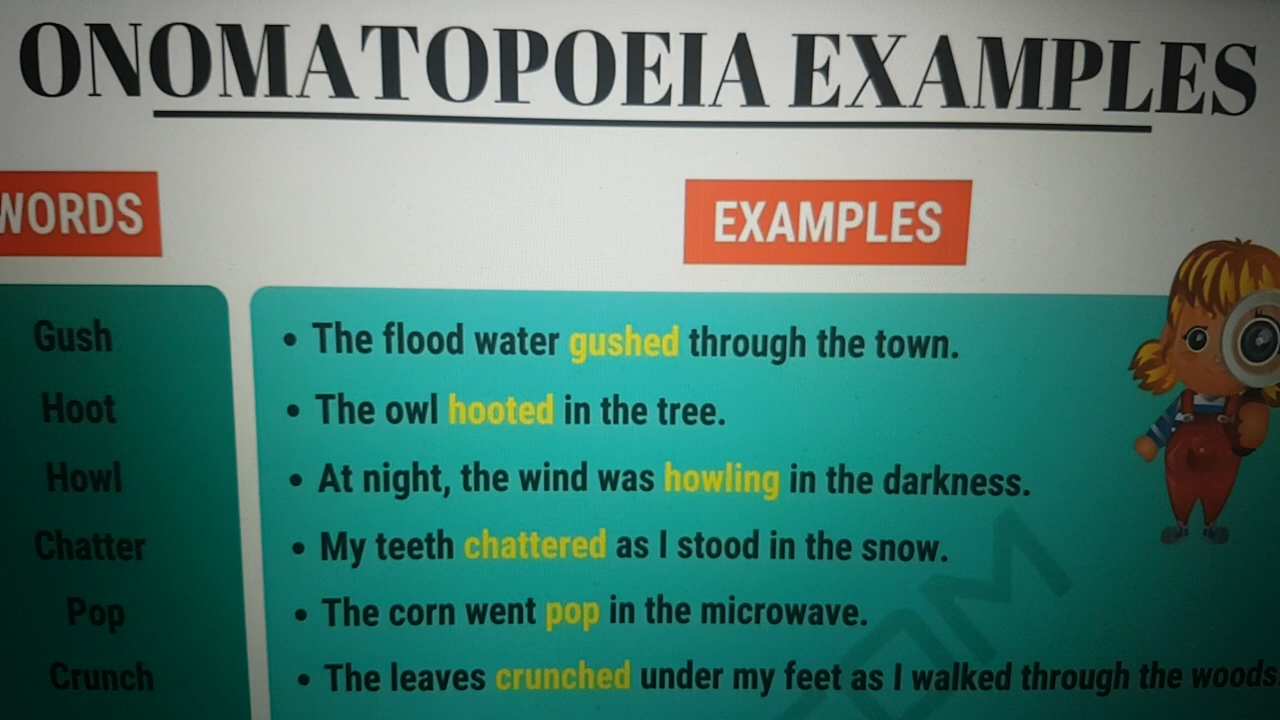 ONOMATOPOEIA EXAMPLES
WORDS EXAMPLES
Gush • The flood water gushed through the town.
Hoot • The owl hooted in the tree.
Howl • At night, the wind was howling in the darkness.
Chatter • My teeth chattered as I stood in the snow.
Pop • The corn went pop in the microwave.
Crunch • The leaves crunched under my feet as I walked through the woods
COM